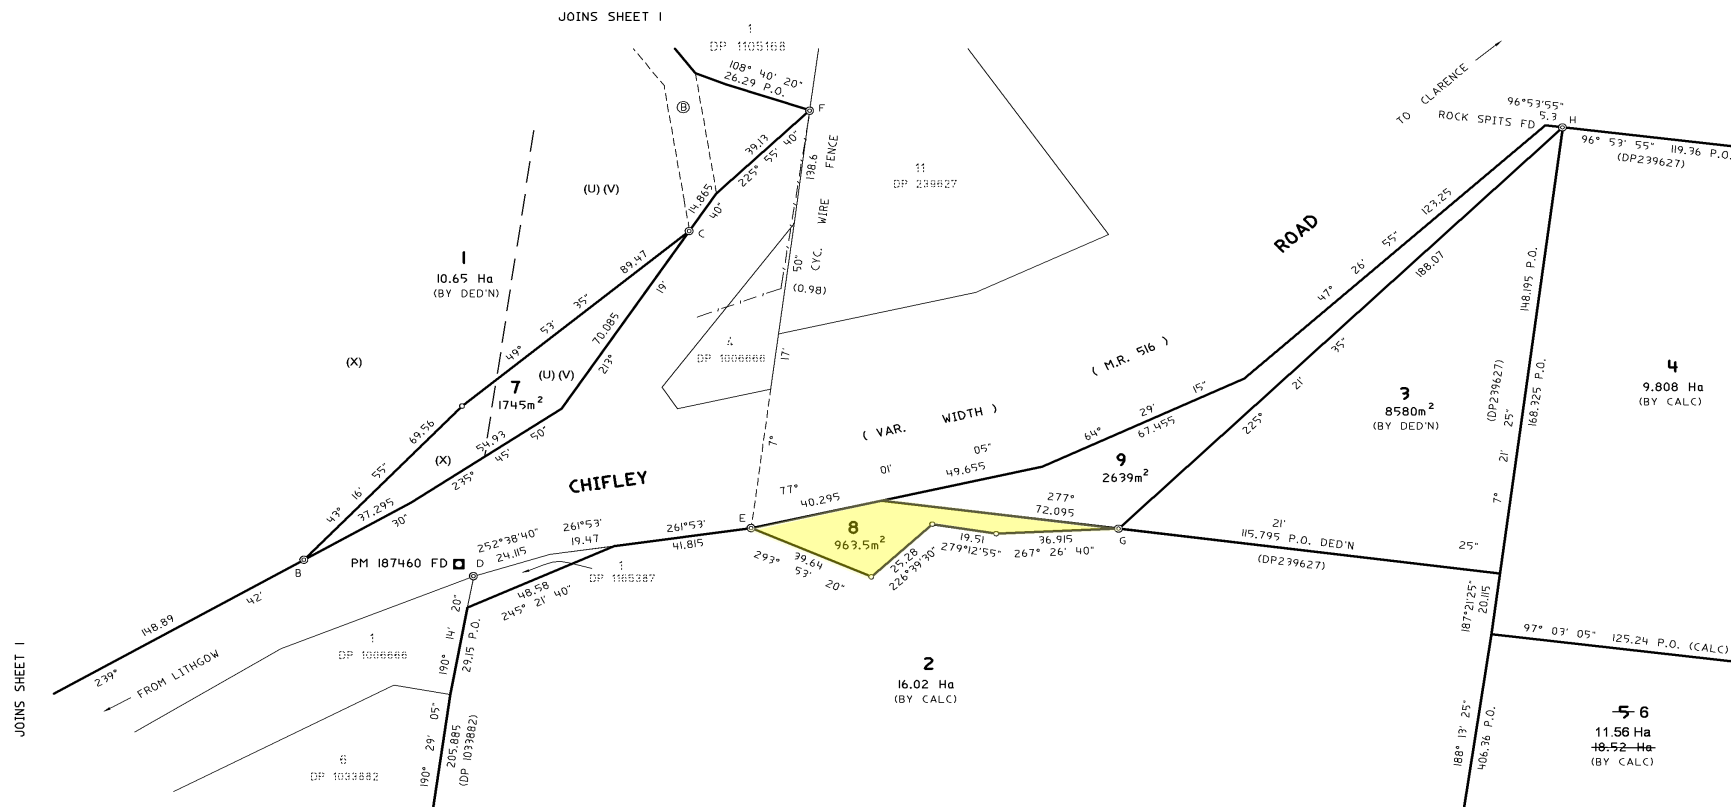 JOINS SHEET 1
1
DP 1105168
108° 40' 20"
26.29 P.O.
F
B
39.13
225° 55' 40"
138.6
CYC. WIRE FENCE
14.865
40"
C
(U) (V)
11
DP 239627
TO CLARENCE
96°53'55"
5.3
ROCK SPITS FD
H
96° 53' 55" 119.36 P.O.
(DP239627)
1
10.65 Ha
(BY DED'N)
89.47
49° 53' 35"
50"
(0.98)
17'
7°
213° 19'
70.085
ROAD
123.25
47° 26' 55"
188.07
225° 21' 35"
148.195 P.O.
(X)
7
(U) (V)
1745m²
4
DP 1006666
( M.R. 516 )
( VAR. WIDTH )
(DP239627)
168.325 P.O.
7° 21' 25"
3
8580m²
(BY DED'N)
4
9.808 Ha
(BY CALC)
69.56
43° 16' 55"
54.93
235° 45' 50"
(X)
37.295
30"
64° 29' 15"
67.455
77° 01' 05"
49.655
40.295
9
2639m²
CHIFLEY
E
8
963.5m²
277°
72.095
21'
115.795 P.O. DED'N
25"
(DP239627)
G
261°53'
41.815
261°53'
19.47
252°38'40"
24.115
PM 187460 FD
D
B
1
DP 1165387
39.64
293° 53' 20"
25.28
226°39'30"
19.51
279°12'55"
36.915
267° 26' 40"
48.58
245° 21' 40"
42'
148.89
239°
FROM LITHGOW
JOINS SHEET 1
1
DP 1006666
190° 14' 20"
29.15 P.O.
187°21'25"
20.115
97° 03' 05" 125.24 P.O. (CALC)
2
16.02 Ha
(BY CALC)
190° 29' 05"
205.885
(DP 1033882)
6
DP 1033882
188° 13' 25"
406.36 P.O.
5 6
11.56 Ha
18.52 Ha
(BY CALC)